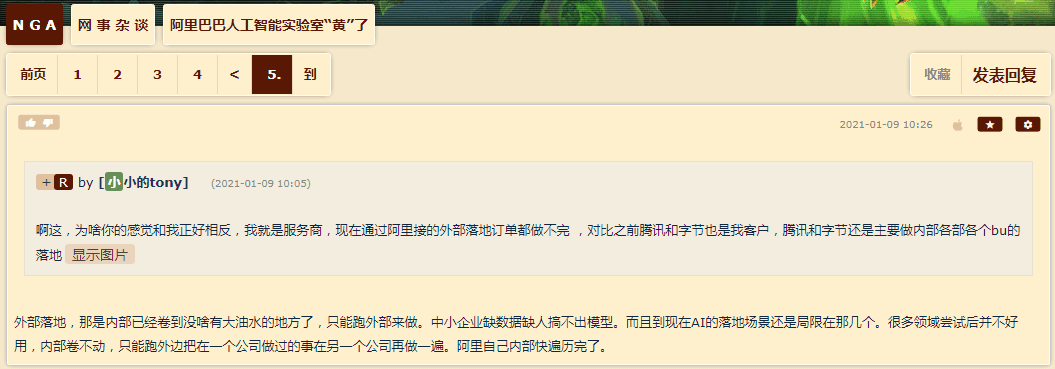 NGA 网事杂谈 阿里巴巴人工智能实验室“黄”了
前页 1 2 3 4 < 5. 到 收藏 发表回复
2021-01-09 10:26
+ R by [小小的tony] (2021-01-09 10:05)
啊这，为啥你的感觉和我正好相反，我就是服务商，现在通过阿里接的外部落地订单都做不完 ，对比之前腾讯和字节也是我客户，腾讯和字节还是主要做内部各部各个bu的
落地 显示图片
外部落地，那是内部已经卷到没啥有大油水的地方了，只能跑外部来做。中小企业缺数据缺人搞不出模型。而且到现在AI的落地场景还是局限在那几个。很多领域尝试后并不好
用，内部卷不动，只能跑外边把在一个公司做过的事在另一个公司再做一遍。阿里自己内部快遍历完了。